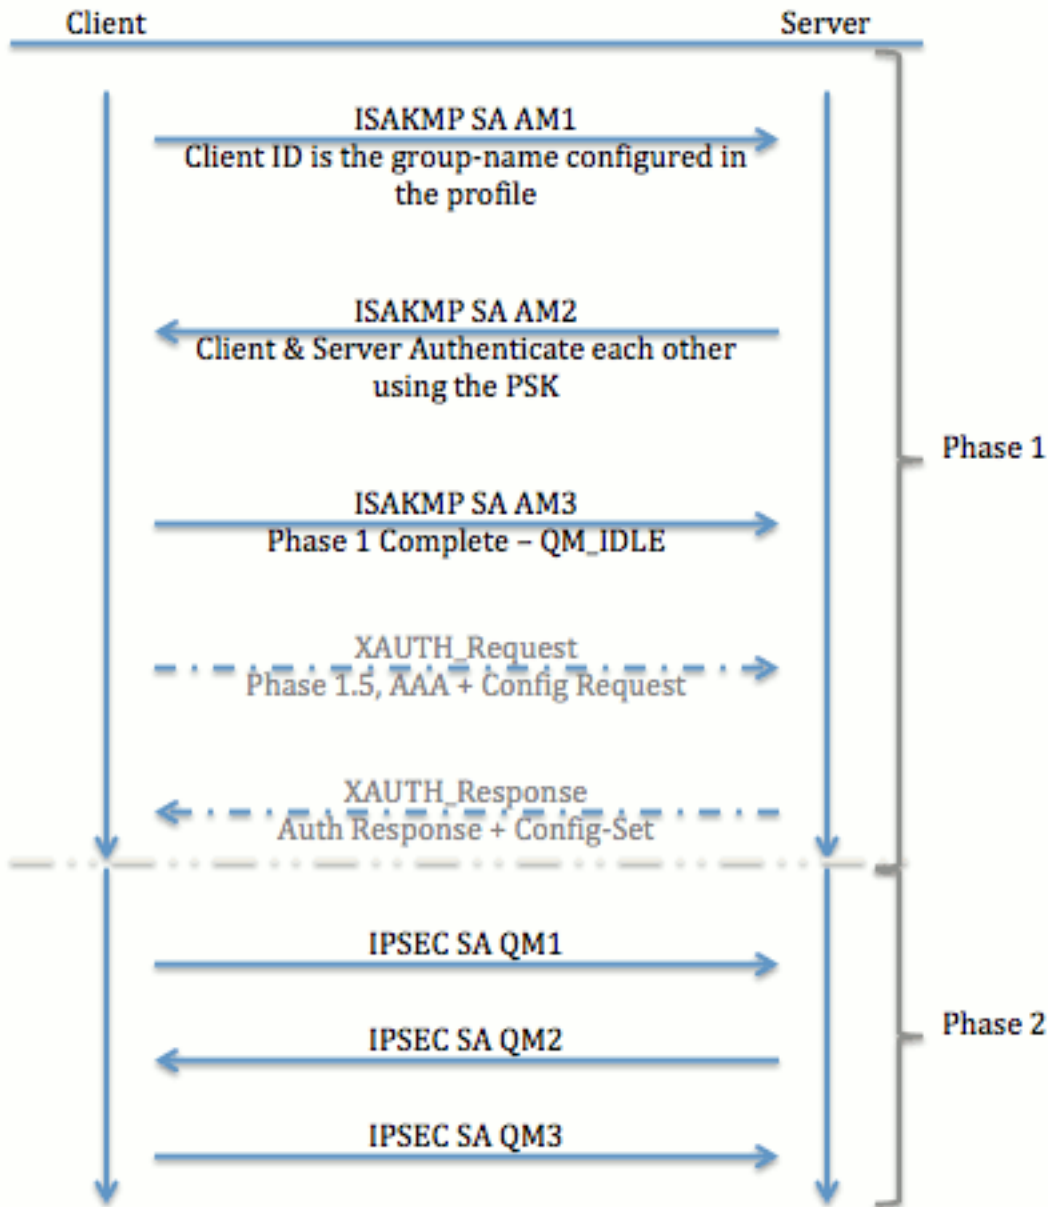 Client
Server
ISAKMP SA AM1
Client ID is the group-name configured in
the profile
ISAKMP SA AM2
Client & Server Authenticate each other
using the PSK
Phase 1
ISAKMP SA AM3
Phase 1 Complete – QM_IDLE
XAUTH_Request
Phase 1.5, AAA + Config Request
XAUTH_Response
Auth Response + Config-Set
IPSEC SA QM1
Phase 2
IPSEC SA QM2
IPSEC SA QM3